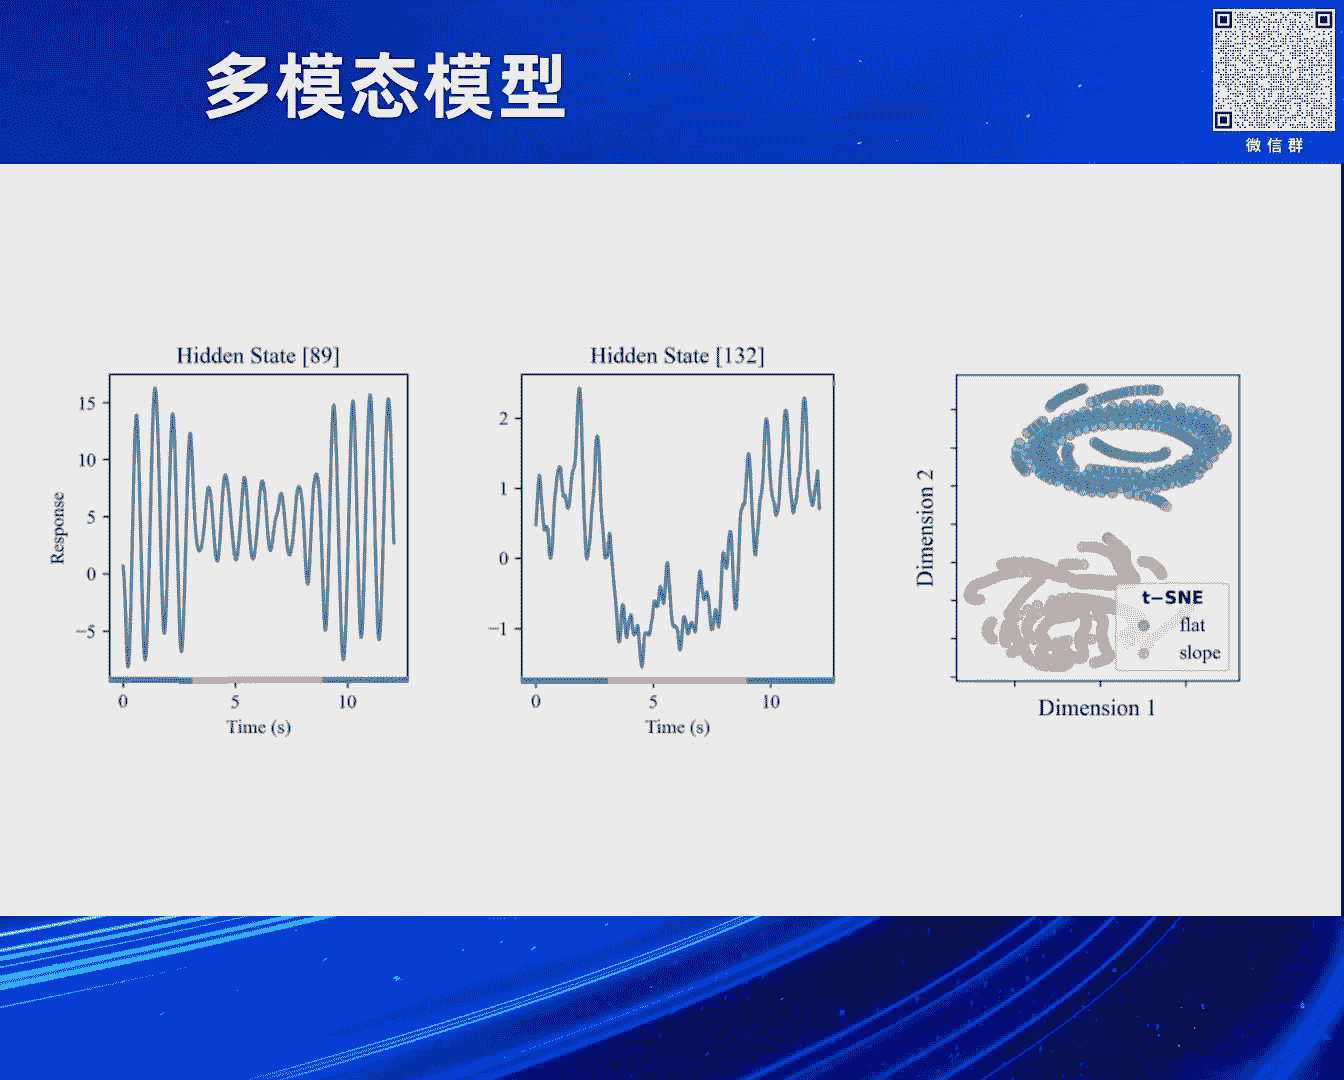 多模态模型
微信群
Hidden State [89]
15
10
5
0
−5
Response
0
5
10
Time (s)
Hidden State [132]
2
1
0
−1
0
5
10
Time (s)
Dimension 2
t−SNE
flat
slope
Dimension 1